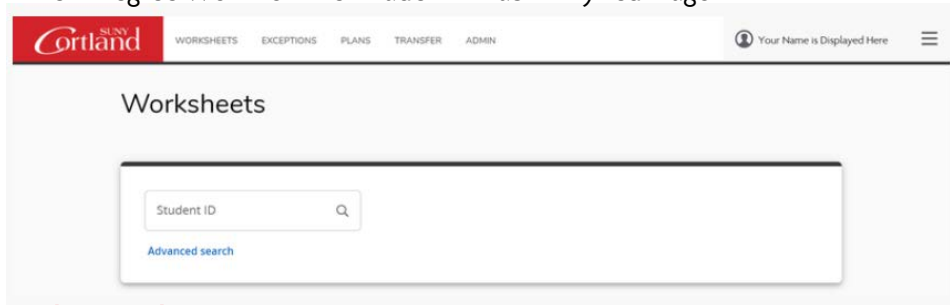 SUNY
Cortland
WORKSHEETS EXCEPTIONS PLANS TRANSFER ADMIN
Your Name is Displayed Here
Worksheets
Student ID
Advanced search